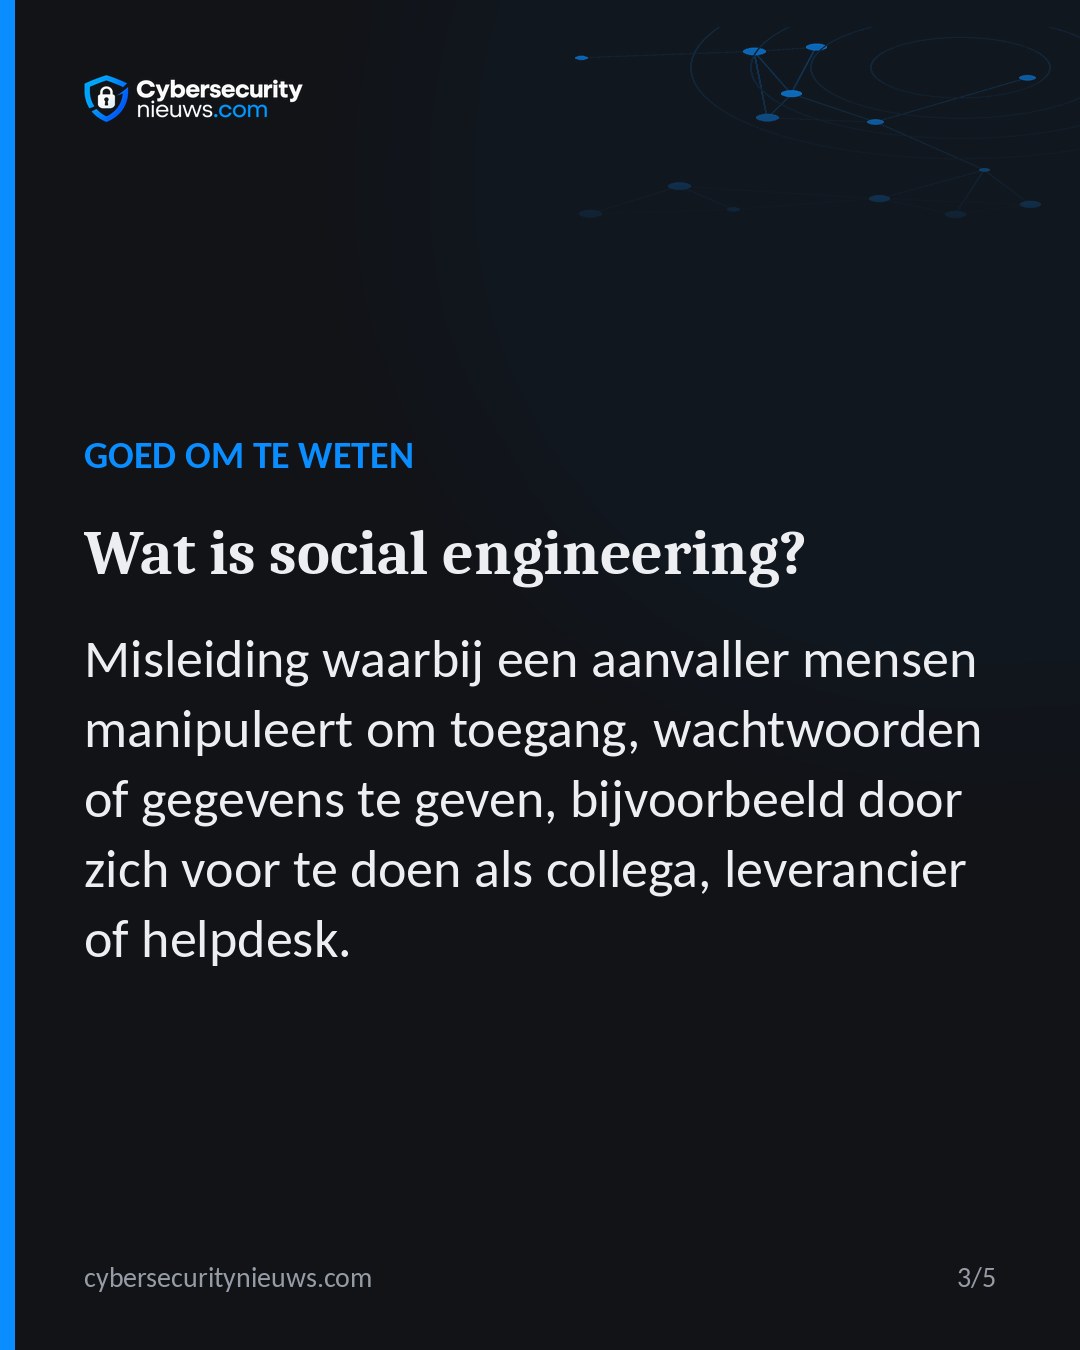 Cybersecurity
nieuws.com
GOED OM TE WETEN
Wat is social engineering?
Misleiding waarbij een aanvaller mensen
manipuleert om toegang, wachtwoorden
of gegevens te geven, bijvoorbeeld door
zich voor te doen als collega, leverancier
of helpdesk.
cybersecuritynieuws.com
3/5